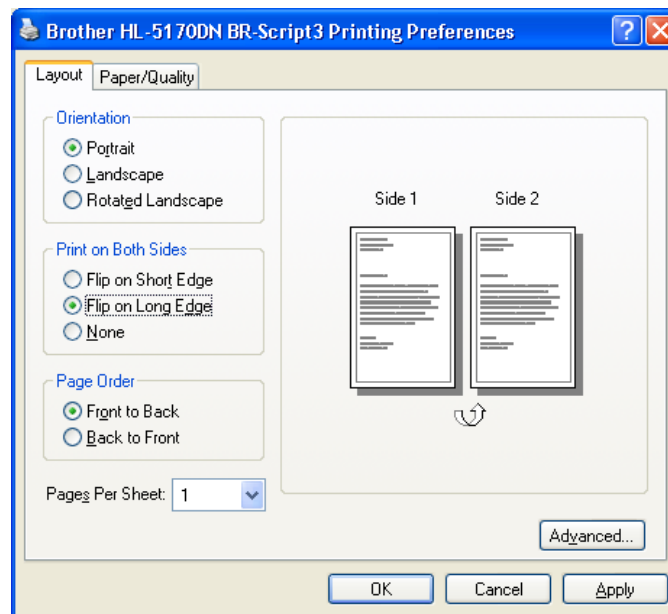 Brother HL-5170DN BR-Script3 Printing Preferences
Layout
Paper/Quality
Orientation
Portrait
Landscape
Rotated Landscape
Print on Both Sides
Flip on Short Edge
Flip on Long Edge
None
Page Order
Front to Back
Back to Front
Pages Per Sheet: 1
Side 1
Side 2
Advanced...
OK
Cancel
Apply